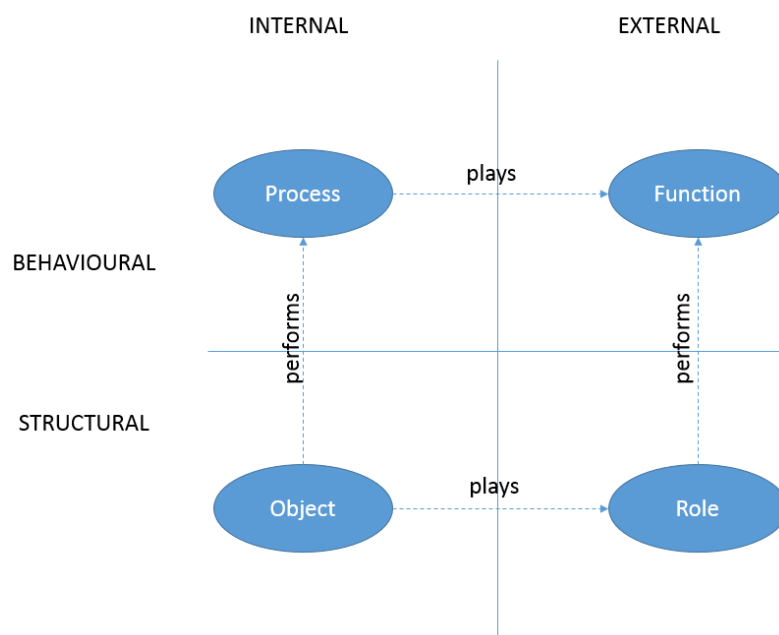 INTERNAL
EXTERNAL
plays
Process
Function
BEHAVIOURAL
performs
performs
STRUCTURAL
plays
Object
Role